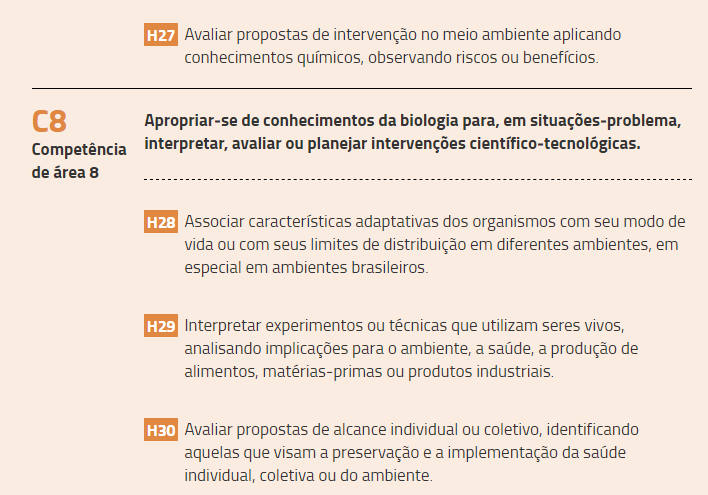 H27 Avaliar propostas de intervenção no meio ambiente aplicando
conhecimentos químicos, observando riscos ou benefícios.
C8
Competência
de área 8
Apropriar-se de conhecimentos da biologia para, em situações-problema,
interpretar, avaliar ou planejar intervenções científico-tecnológicas.
H28 Associar características adaptativas dos organismos com seu modo de
vida ou com seus limites de distribuição em diferentes ambientes, em
especial em ambientes brasileiros.
H29 Interpretar experimentos ou técnicas que utilizam seres vivos,
analisando implicações para o ambiente, a saúde, a produção de
alimentos, matérias-primas ou produtos industriais.
H30 Avaliar propostas de alcance individual ou coletivo, identificando
aquelas que visam a preservação e a implementação da saúde
individual, coletiva ou do ambiente.